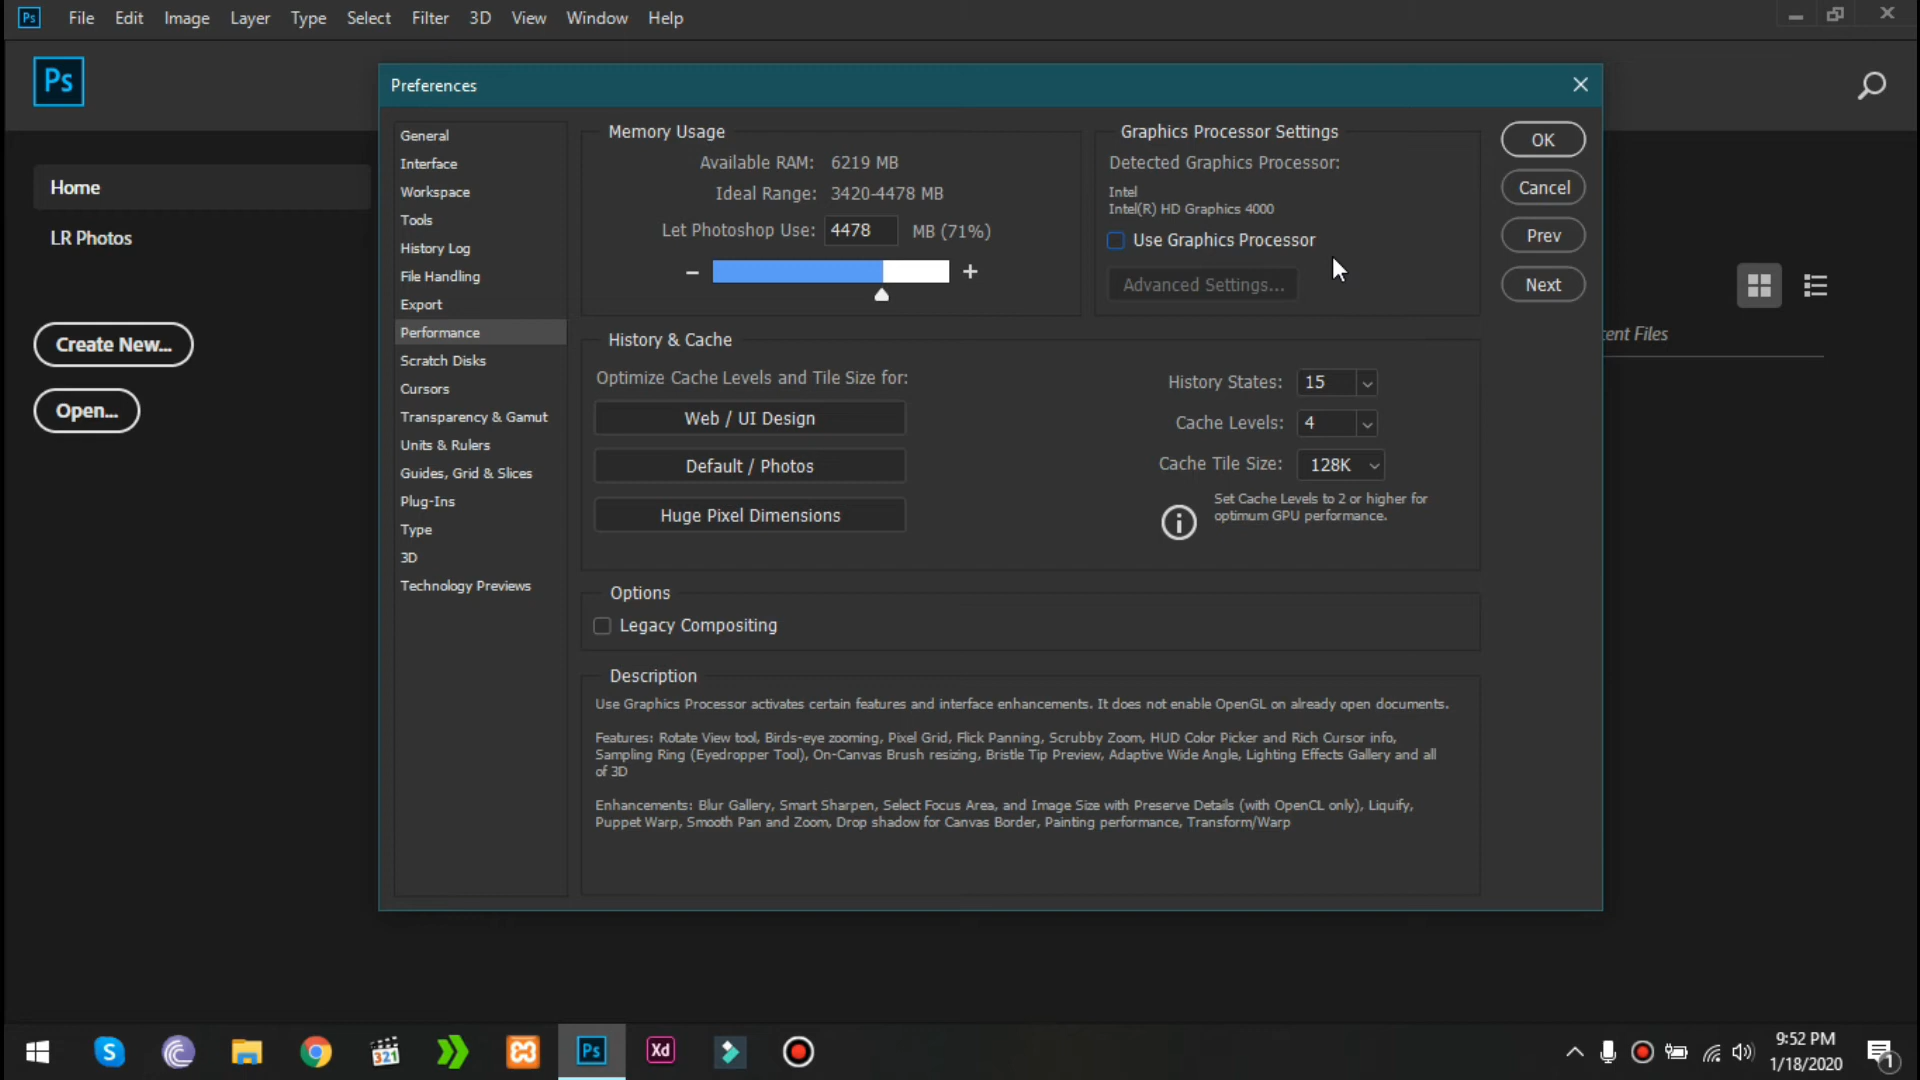 Ps File Edit Image Layer Type Select Filter 3D View Window Help
Ps
Preferences
Home
LR Photos
Create New...
Open...
General
Interface
Workspace
Tools
History Log
File Handling
Export
Performance
Scratch Disks
Cursors
Transparency & Gamut
Units & Rulers
Guides, Grid & Slices
Plug-Ins
Type
3D
Technology Previews
Memory Usage
Available RAM: 6219 MB
Ideal Range: 3420-4478 MB
Let Photoshop Use: 4478 MB (71%)
− +
Graphics Processor Settings
Detected Graphics Processor:
Intel
Intel(R) HD Graphics 4000
Use Graphics Processor
Advanced Settings...
OK
Cancel
Prev
Next
cent Files
History & Cache
Optimize Cache Levels and Tile Size for:
Web / UI Design
Default / Photos
Huge Pixel Dimensions
History States: 15
Cache Levels: 4
Cache Tile Size: 128K
Set Cache Levels to 2 or higher for
optimum GPU performance.
Options
Legacy Compositing
Description
Use Graphics Processor activates certain features and interface enhancements. It does not enable OpenGL on already open documents.
Features: Rotate View tool, Birds-eye zooming, Pixel Grid, Flick Panning, Scrubby Zoom, HUD Color Picker and Rich Cursor info,
Sampling Ring (Eyedropper Tool), On-Canvas Brush resizing, Bristle Tip Preview, Adaptive Wide Angle, Lighting Effects Gallery and all
of 3D
Enhancements: Blur Gallery, Smart Sharpen, Select Focus Area, and Image Size with Preserve Details (with OpenCL only), Liquify,
Puppet Warp, Smooth Pan and Zoom, Drop shadow for Canvas Border, Painting performance, Transform/Warp
S 321 Ps Xd
9:52 PM
1/18/2020
1